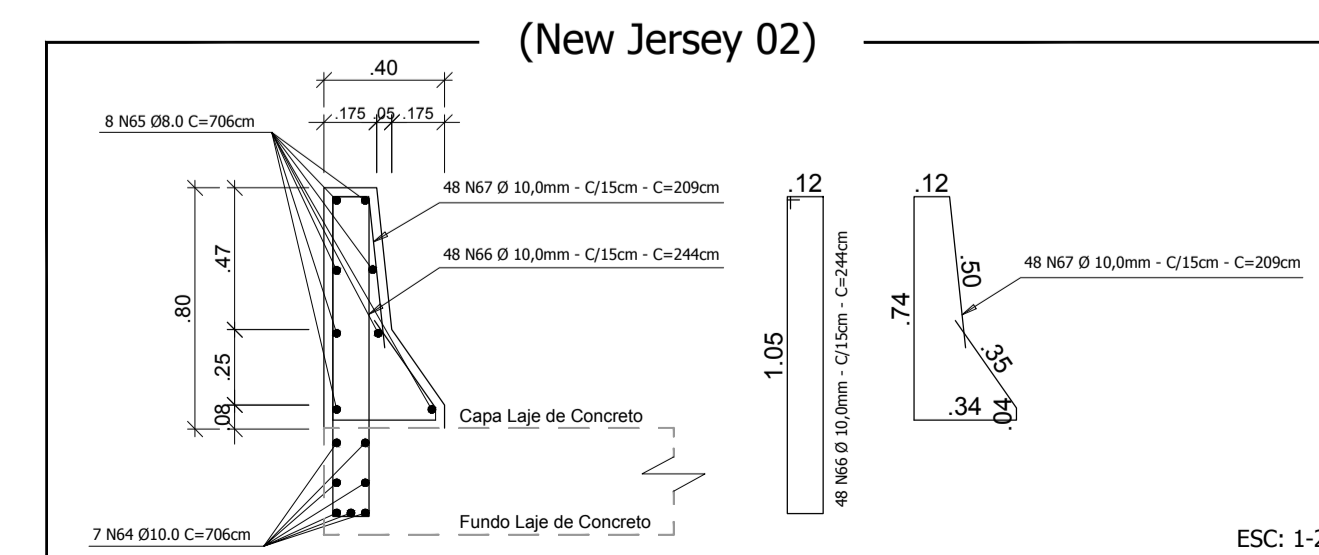 (New Jersey 02)
.40
.175 .05 .175
8 N65 Ø8.0 C=706cm
48 N67 Ø 10,0mm - C/15cm - C=209cm
48 N66 Ø 10,0mm - C/15cm - C=244cm
.80
.47
.25
.08
Capa Laje de Concreto
Fundo Laje de Concreto
7 N64 Ø10.0 C=706cm
.12
1.05
48 N66 Ø 10,0mm - C/15cm - C=244cm
.12
.74
.50
.35
.34
.04
48 N67 Ø 10,0mm - C/15cm - C=209cm
ESC: 1-2